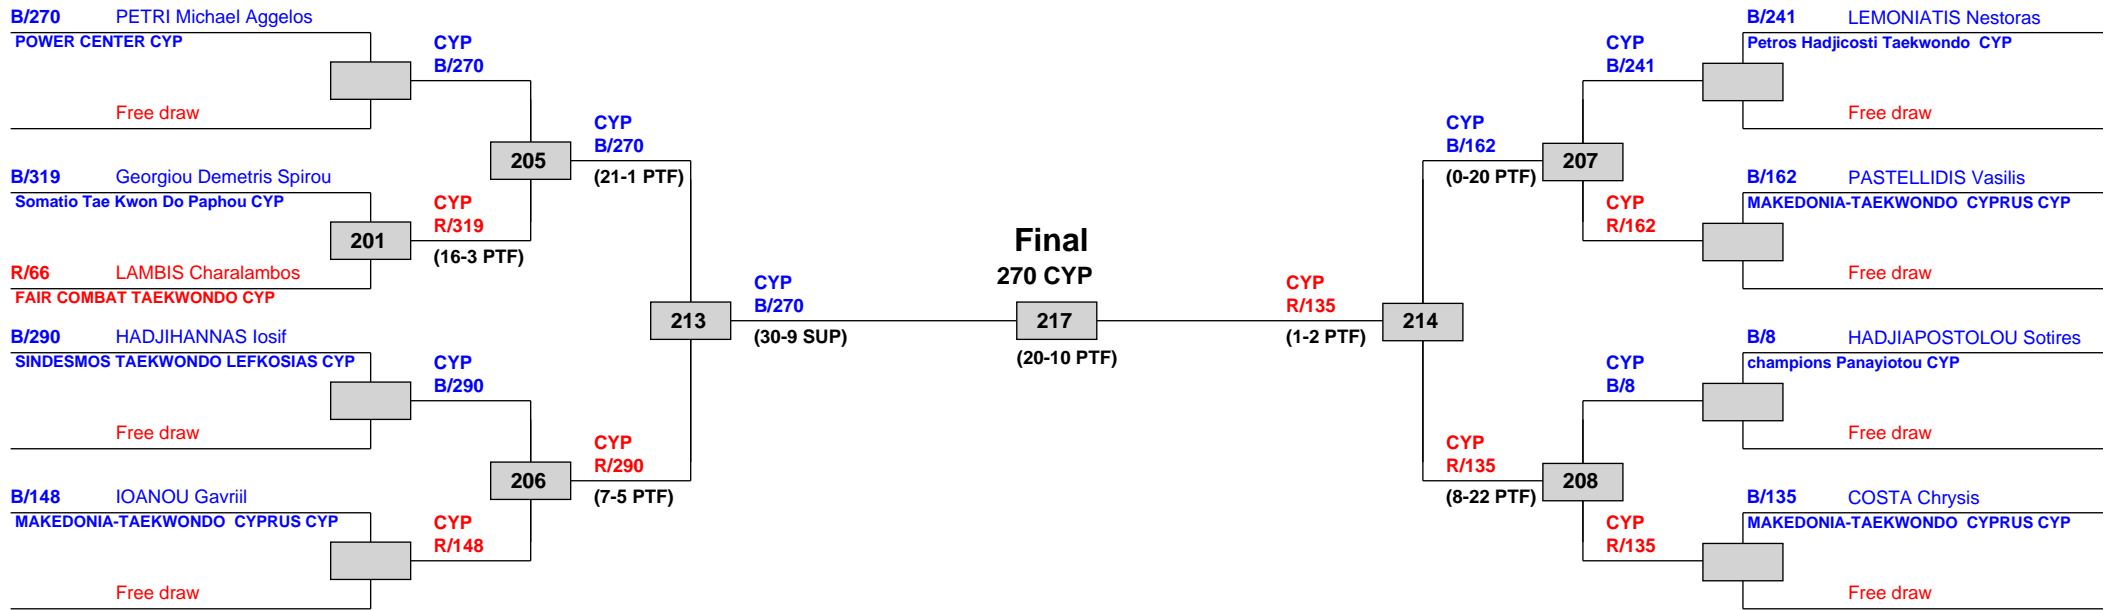 B/270 PETRI Michael Aggelos
POWER CENTER CYP
Free draw
CYP
B/270
B/319 Georgiou Demetris Spirou
Somatio Tae Kwon Do Paphou CYP
201
R/66 LAMBIS Charalambos
FAIR COMBAT TAEKWONDO CYP
CYP
R/319
(16-3 PTF)
205
CYP
B/270
(21-1 PTF)
B/290 HADJIHANNAS Iosif
SINDESMOS TAEKWONDO LEFKOSIAS CYP
Free draw
CYP
B/290
B/148 IOANOU Gavriil
MAKEDONIA-TAEKWONDO CYPRUS CYP
Free draw
CYP
R/148
206
CYP
R/290
(7-5 PTF)
213
CYP
B/270
(30-9 SUP)
Final
270 CYP
217
(20-10 PTF)
CYP
R/135
(1-2 PTF)
214
CYP
B/162
(0-20 PTF)
207
CYP
B/241
B/241 LEMONIATIS Nestoras
Petros Hadjicosti Taekwondo CYP
Free draw
CYP
R/162
B/162 PASTELLIDIS Vasilis
MAKEDONIA-TAEKWONDO CYPRUS CYP
Free draw
CYP
R/135
(8-22 PTF)
208
CYP
B/8
B/8 HADJIAPOSTOLOU Sotires
champions Panayiotou CYP
Free draw
CYP
R/135
B/135 COSTA Chrysis
MAKEDONIA-TAEKWONDO CYPRUS CYP
Free draw